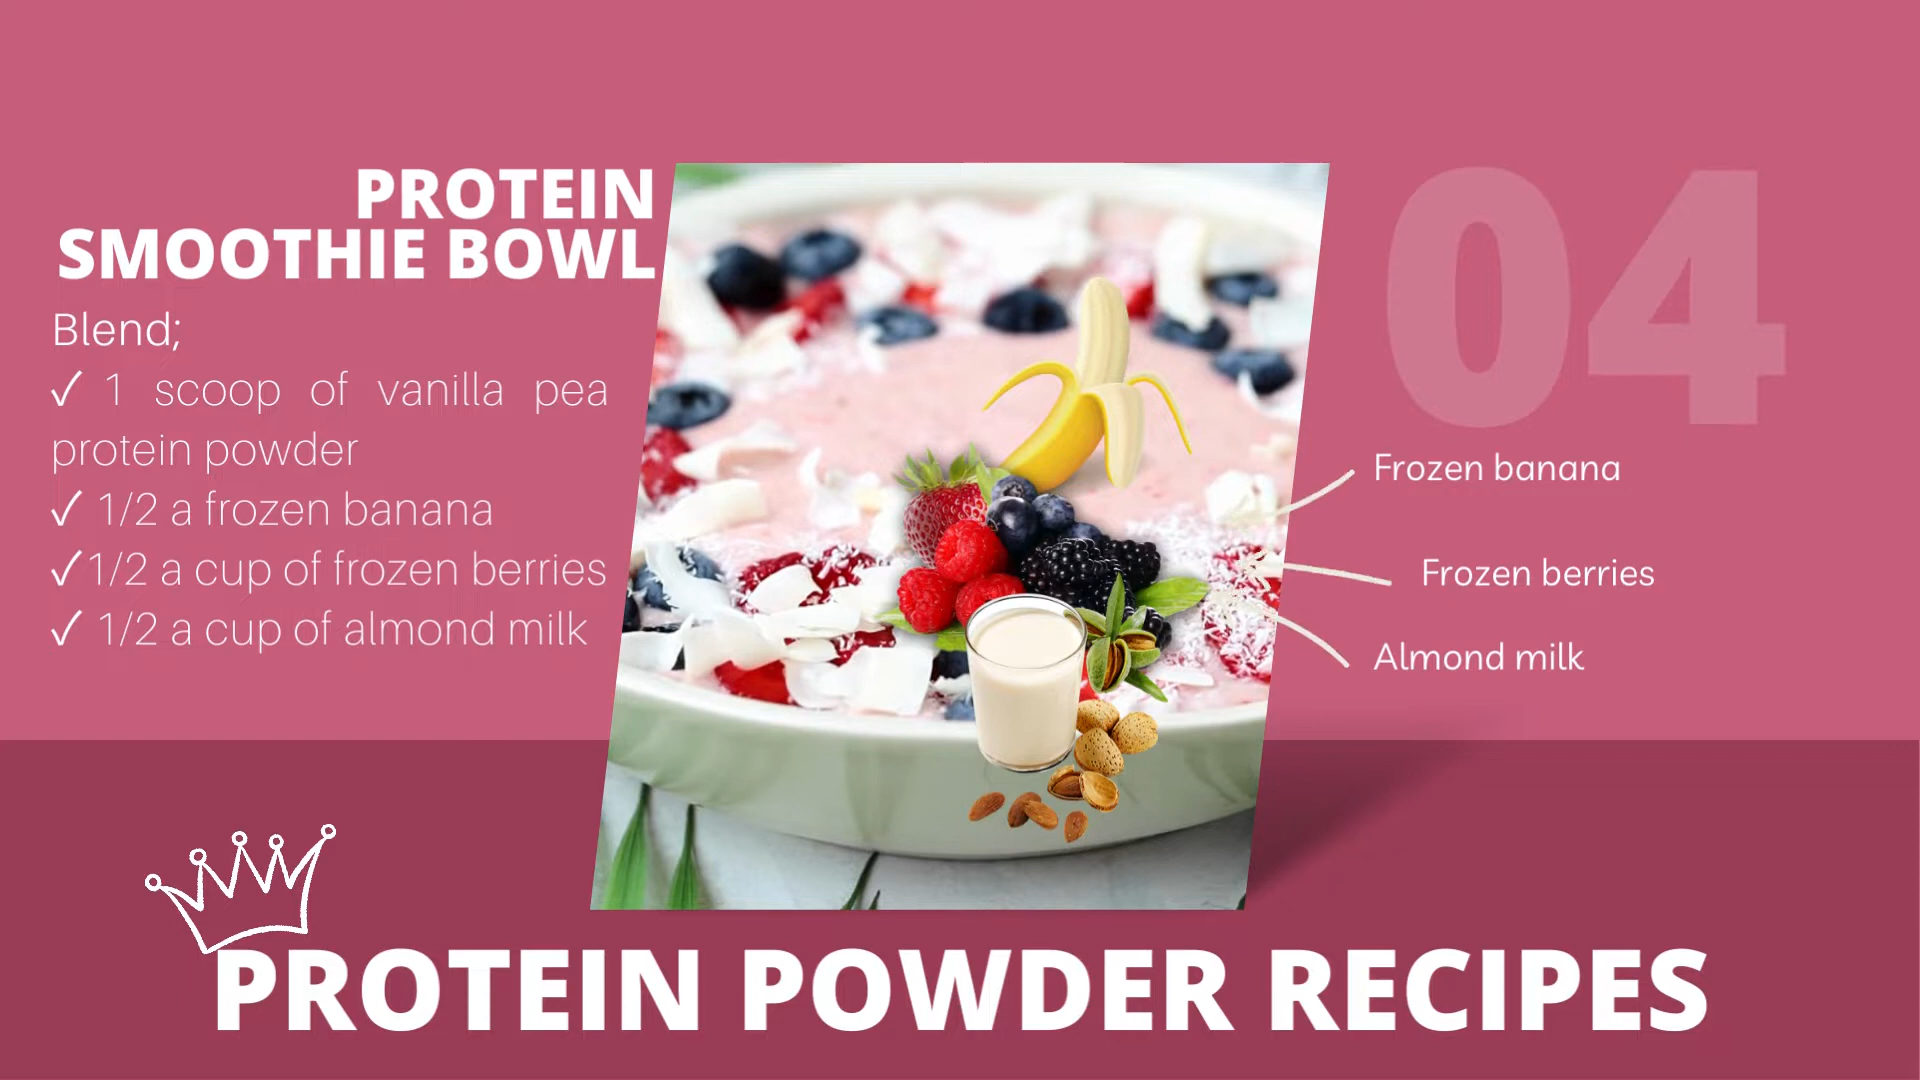 PROTEIN
SMOOTHIE BOWL
Blend;
✓ 1 scoop of vanilla pea
protein powder
✓ 1/2 a frozen banana
✓1/2 a cup of frozen berries
✓ 1/2 a cup of almond milk
04
Frozen banana
Frozen berries
Almond milk
PROTEIN POWDER RECIPES